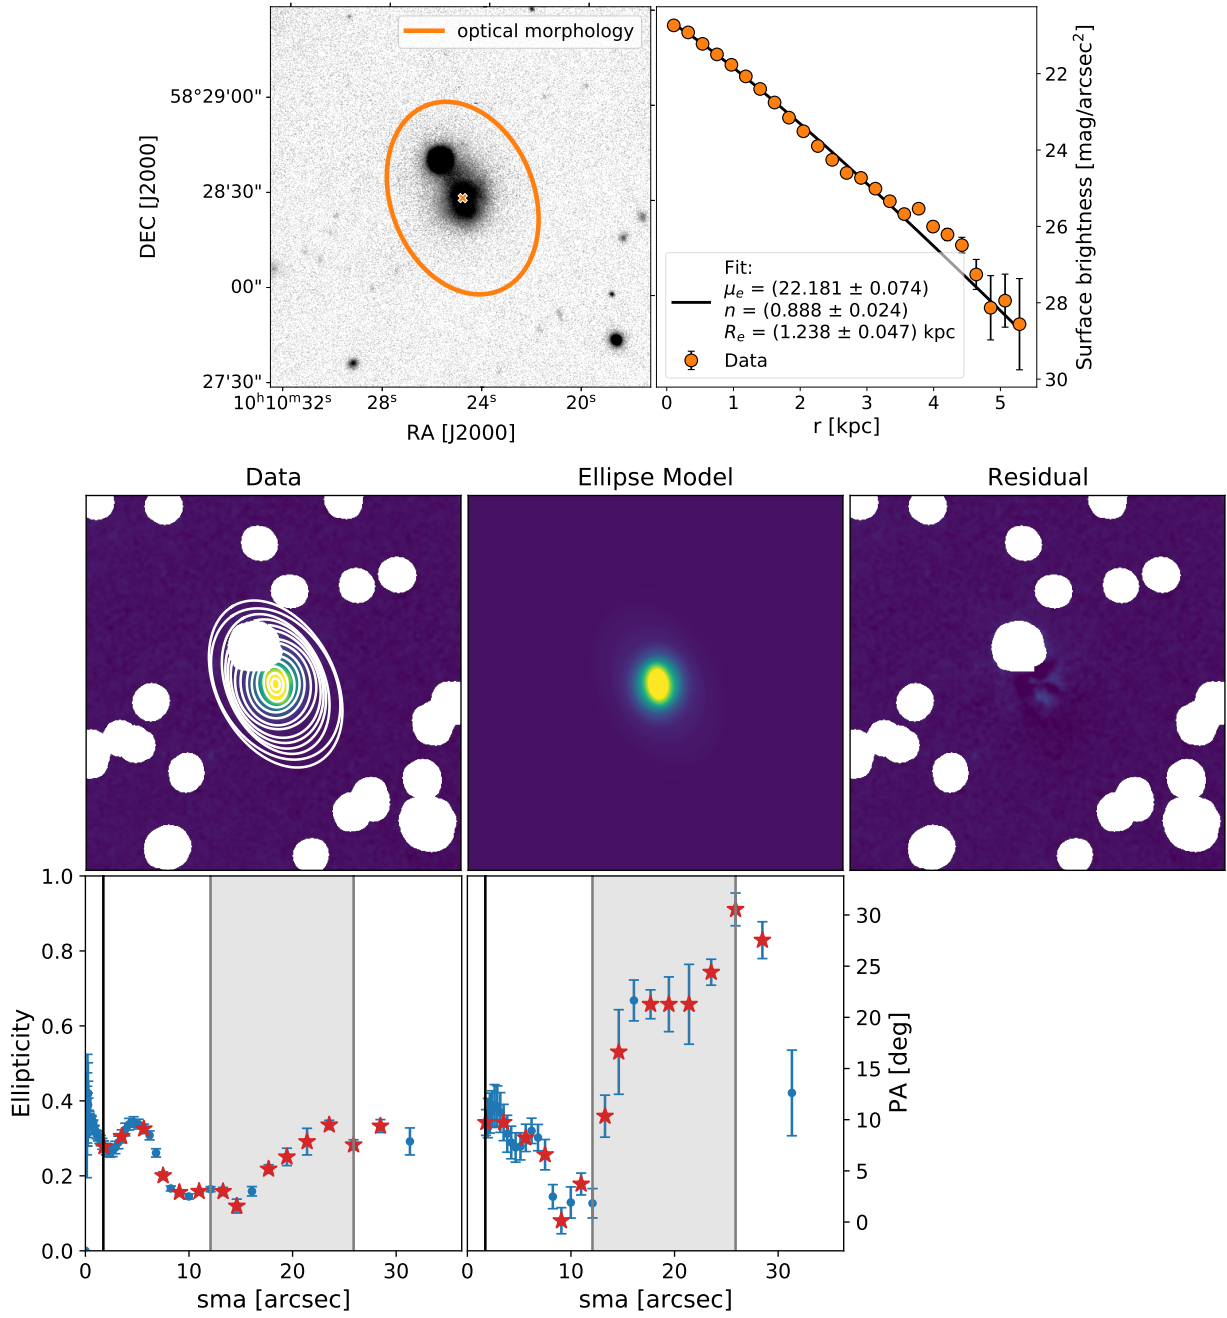 optical morphology
58°29'00"
28'30"
00"
27'30"
DEC [J2000]
10ʰ10ᵐ32ˢ 28ˢ 24ˢ 20ˢ
RA [J2000]
22
24
26
28
30
Surface brightness [mag/arcsec²]
Fit:
μₑ = (22.181 ± 0.074)
n = (0.888 ± 0.024)
Rₑ = (1.238 ± 0.047) kpc
Data
0 1 2 3 4 5
r [kpc]
Data Ellipse Model Residual
1.0
0.8
0.6
0.4
0.2
0.0
Ellipticity
0 10 20 30
sma [arcsec]
30
25
20
15
10
5
0
PA [deg]
0 10 20 30
sma [arcsec]